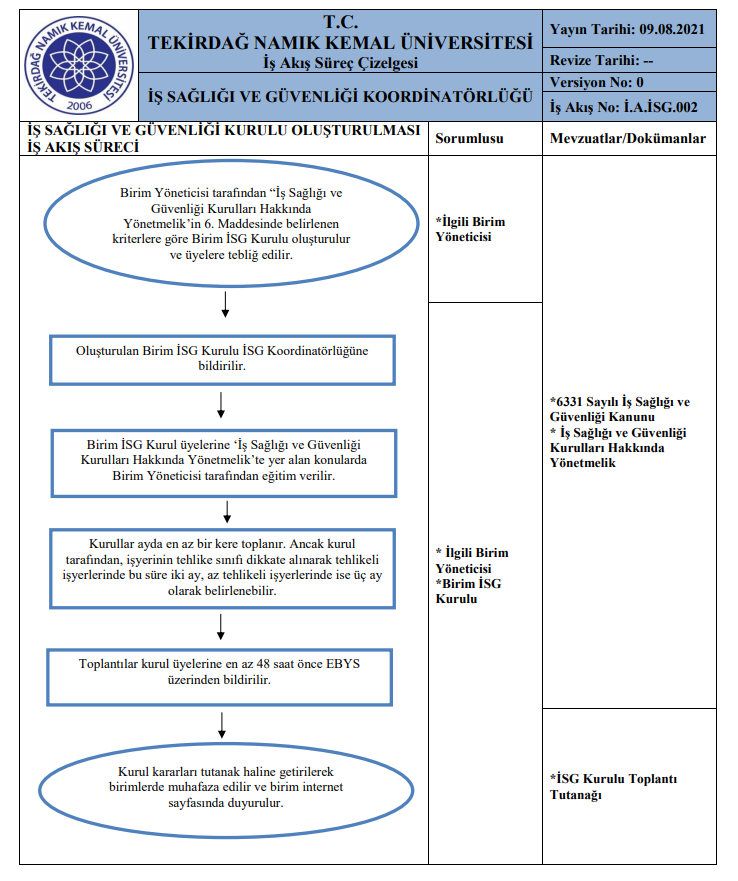 TEKİRDAĞ NAMIK KEMAL ÜNİVERSİTESİ
2006
T.C.
TEKİRDAĞ NAMIK KEMAL ÜNİVERSİTESİ
İş Akış Süreç Çizelgesi
İŞ SAĞLIĞI VE GÜVENLİĞİ KOORDİNATÖRLÜĞÜ
Yayın Tarihi: 09.08.2021
Revize Tarihi: --
Versiyon No: 0
İş Akış No: İ.A.İSG.002
İŞ SAĞLIĞI VE GÜVENLİĞİ KURULU OLUŞTURULMASI
İŞ AKIŞ SÜRECİ
Sorumlusu
Mevzuatlar/Dokümanlar
Birim Yöneticisi tarafından “İş Sağlığı ve
Güvenliği Kurulları Hakkında
Yönetmelik’in 6. Maddesinde belirlenen
kriterlere göre Birim İSG Kurulu oluşturulur
ve üyelere tebliğ edilir.
*İlgili Birim
Yöneticisi
Oluşturulan Birim İSG Kurulu İSG Koordinatörlüğüne
bildirilir.
Birim İSG Kurul üyelerine ‘İş Sağlığı ve Güvenliği
Kurulları Hakkında Yönetmelik’te yer alan konularda
Birim Yöneticisi tarafından eğitim verilir.
Kurullar ayda en az bir kere toplanır. Ancak kurul
tarafından, işyerinin tehlike sınıfı dikkate alınarak tehlikeli
işyerlerinde bu süre iki ay, az tehlikeli işyerlerinde ise üç ay
olarak belirlenebilir.
Toplantılar kurul üyelerine en az 48 saat önce EBYS
üzerinden bildirilir.
Kurul kararları tutanak haline getirilerek
birimlerde muhafaza edilir ve birim internet
sayfasında duyurulur.
* İlgili Birim
Yöneticisi
*Birim İSG
Kurulu
*6331 Sayılı İş Sağlığı ve
Güvenliği Kanunu
* İş Sağlığı ve Güvenliği
Kurulları Hakkında
Yönetmelik
*İSG Kurulu Toplantı
Tutanağı